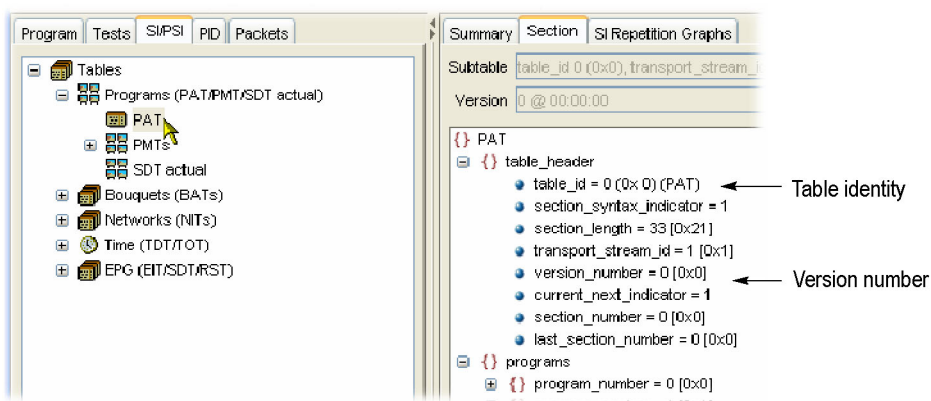 Program Tests SI/PSI PID Packets
Tables
Programs (PAT/PMT/SDT actual)
PAT
PMTs
SDT actual
Bouquets (BATs)
Networks (NITs)
Time (TDT/TOT)
EPG (EIT/SDT/RST)
Summary Section SI Repetition Graphs
Subtable table_id 0 (0x0), transport_stream_
Version 0 @ 00:00:00
{} PAT
{} table_header
table_id = 0 (0x0) (PAT)
section_syntax_indicator = 1
section_length = 33 [0x21]
transport_stream_id = 1 [0x1]
version_number = 0 [0x0]
current_next_indicator = 1
section_number = 0 [0x0]
last_section_number = 0 [0x0]
{} programs
{} program_number = 0 [0x0]
Table identity
Version number